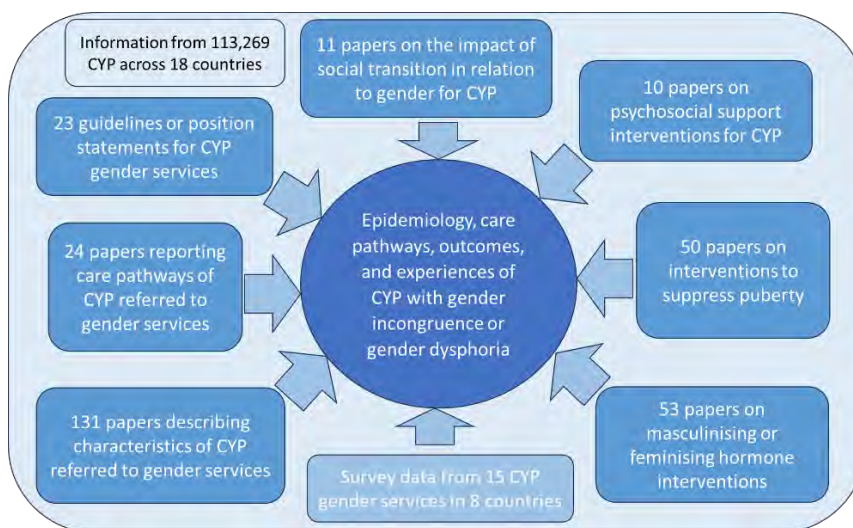 Information from 113,269
CYP across 18 countries
11 papers on the impact of
social transition in relation
to gender for CYP
10 papers on
psychosocial support
interventions for CYP
23 guidelines or position
statements for CYP
gender services
24 papers reporting
care pathways of
CYP referred to
gender services
Epidemiology, care
pathways, outcomes,
and experiences of
CYP with gender
incongruence or
gender dysphoria
50 papers on
interventions to
suppress puberty
131 papers describing
characteristics of CYP
referred to gender services
Survey data from 15 CYP
gender services in 8 countries
53 papers on
masculinising or
feminising hormone
interventions